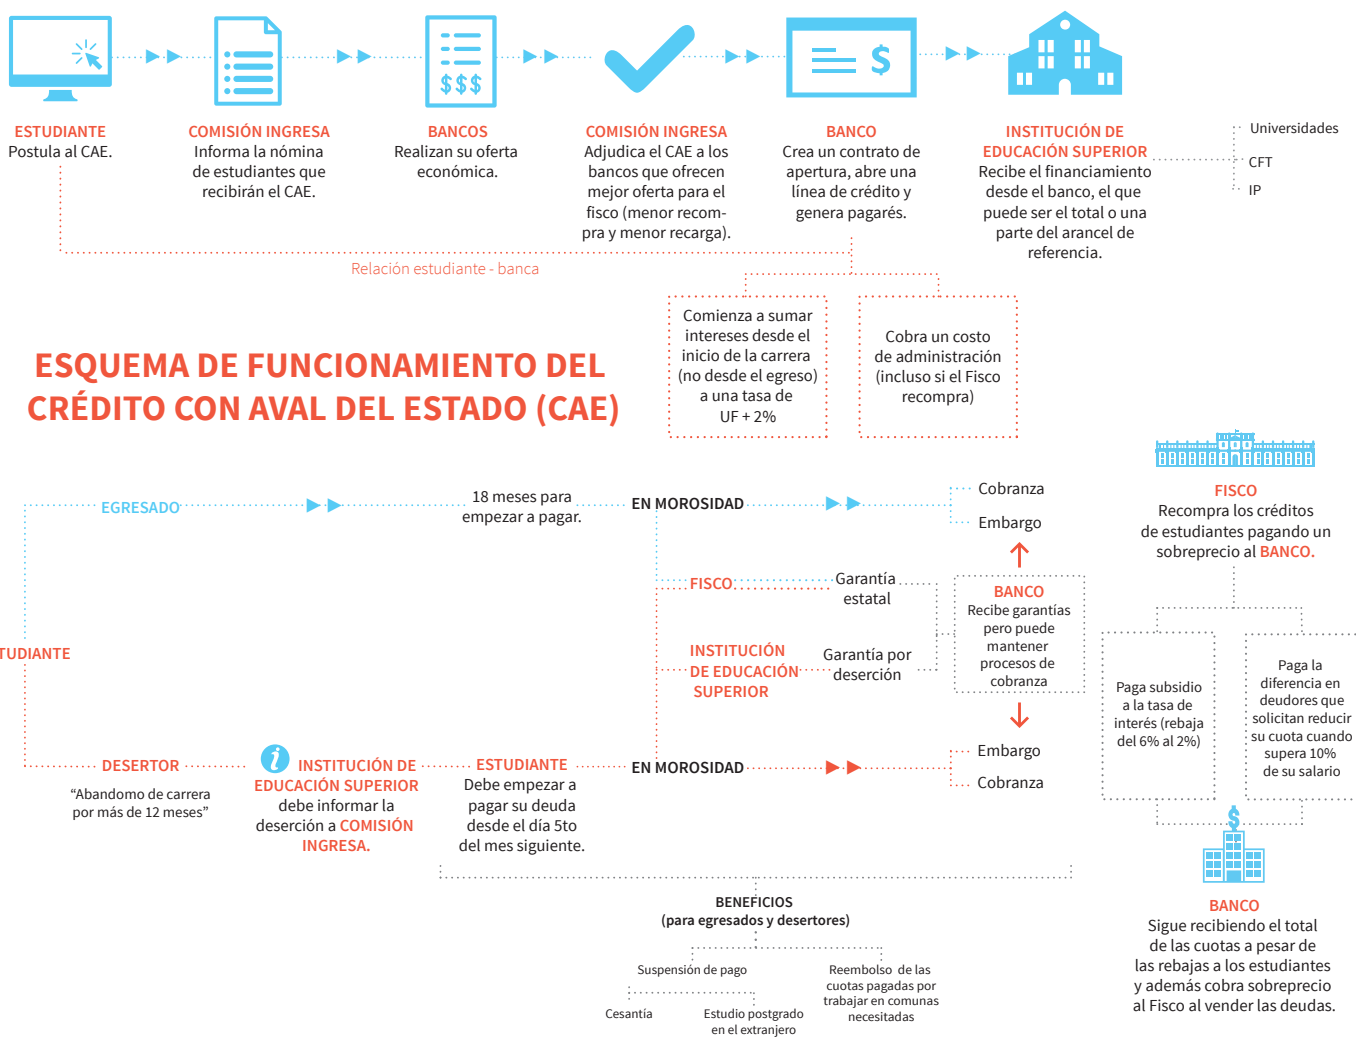 ESTUDIANTE
Postula al CAE.
COMISIÓN INGRESA
Informa la nómina
de estudiantes que
recibirán el CAE.
$$$
BANCOS
Realizan su oferta
económica.
COMISIÓN INGRESA
Adjudica el CAE a los
bancos que ofrecen
mejor oferta para el
fisco (menor recom-
pra y menor recarga).
$
BANCO
Crea un contrato de
apertura, abre una
línea de crédito y
genera pagarés.
INSTITUCIÓN DE
EDUCACIÓN SUPERIOR
Recibe el financiamiento
desde el banco, el que
puede ser el total o una
parte del arancel de
referencia.
Universidades
CFT
IP
Relación estudiante - banca
Comienza a sumar
intereses desde el
inicio de la carrera
(no desde el egreso)
a una tasa de
UF + 2%
Cobra un costo
de administración
(incluso si el Fisco
recompra)
ESQUEMA DE FUNCIONAMIENTO DEL
CRÉDITO CON AVAL DEL ESTADO (CAE)
TUDIANTE
EGRESADO
18 meses para
empezar a pagar.
EN MOROSIDAD
Cobranza
Embargo
FISCO
Garantía
estatal
INSTITUCIÓN
DE EDUCACIÓN
SUPERIOR
Garantía por
deserción
BANCO
Recibe garantías
pero puede
mantener
procesos de
cobranza
DESERTOR
“Abandomo de carrera
por más de 12 meses”
i
INSTITUCIÓN DE
EDUCACIÓN SUPERIOR
debe informar la
deserción a COMISIÓN
INGRESA.
ESTUDIANTE
Debe empezar a
pagar su deuda
desde el día 5to
del mes siguiente.
EN MOROSIDAD
Embargo
Cobranza
BENEFICIOS
(para egresados y desertores)
Suspensión de pago
Cesantía
Estudio postgrado
en el extranjero
Reembolso de las
cuotas pagadas por
trabajar en comunas
necesitadas
FISCO
Recompra los créditos
de estudiantes pagando un
sobreprecio al BANCO.
Paga subsidio
a la tasa de
interés (rebaja
del 6% al 2%)
Paga la
diferencia en
deudores que
solicitan reducir
su cuota cuando
supera 10%
de su salario
$
BANCO
Sigue recibiendo el total
de las cuotas a pesar de
las rebajas a los estudiantes
y además cobra sobreprecio
al Fisco al vender las deudas.